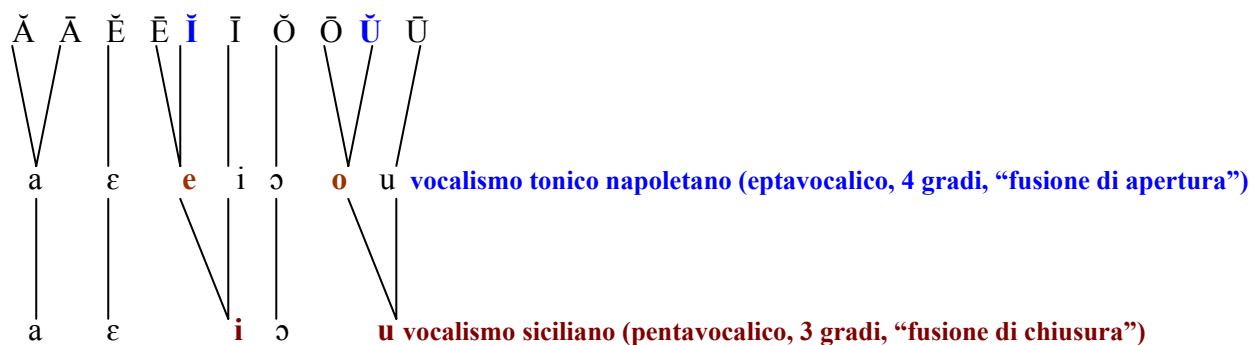 Ă Ā Ĕ Ē Ĭ Ī Ŏ Ō Ŭ Ū
a ɛ e i ɔ o u vocalismo tonico napoletano (eptavocalico, 4 gradi, “fusione di apertura”)
a ɛ i ɔ u vocalismo siciliano (pentavocalico, 3 gradi, “fusione di chiusura”)